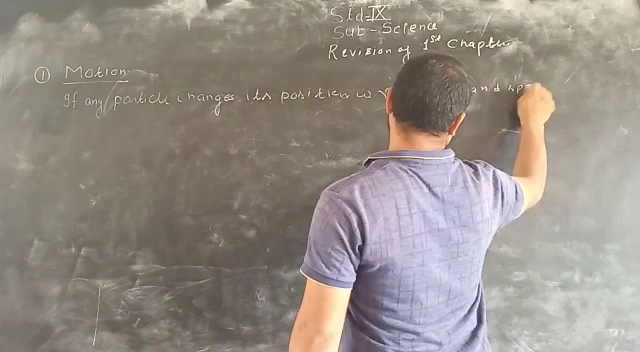 Std-IX
Sub-Science
Revision of 1st Chapter
① Motion
If any particle changes its position w and sp